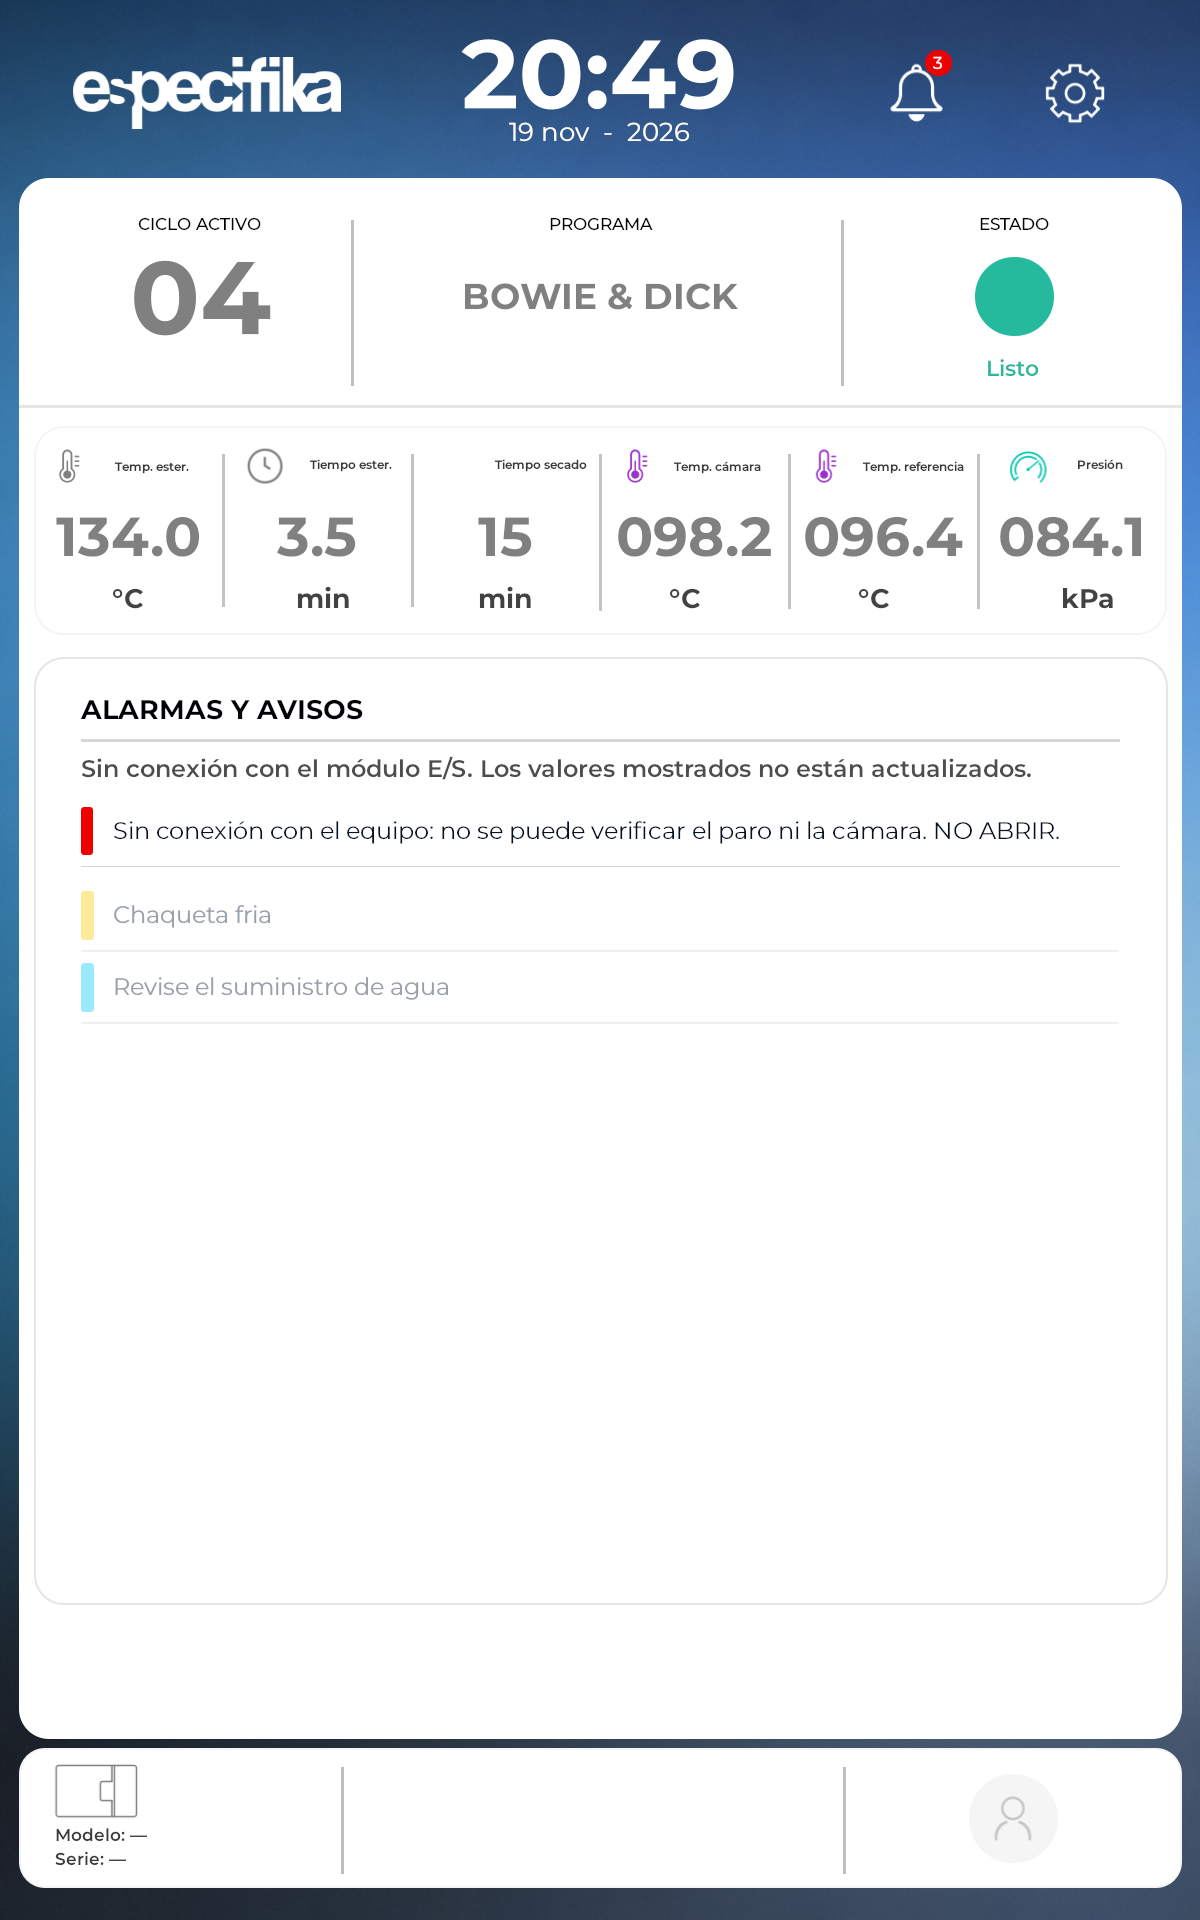 especifika
20:49
19 nov - 2026
3
CICLO ACTIVO
04
PROGRAMA
BOWIE & DICK
ESTADO
Listo
Temp. ester.
134.0
°C
Tiempo ester.
3.5
min
Tiempo secado
15
min
Temp. cámara
098.2
°C
Temp. referencia
096.4
°C
Presión
084.1
kPa
ALARMAS Y AVISOS
Sin conexión con el módulo E/S. Los valores mostrados no están actualizados.
Sin conexión con el equipo: no se puede verificar el paro ni la cámara. NO ABRIR.
Chaqueta fria
Revise el suministro de agua
Modelo: —
Serie: —